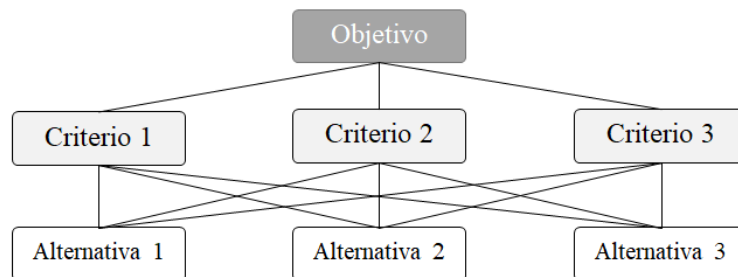 Objetivo
Criterio 1
Criterio 2
Criterio 3
Alternativa 1
Alternativa 2
Alternativa 3